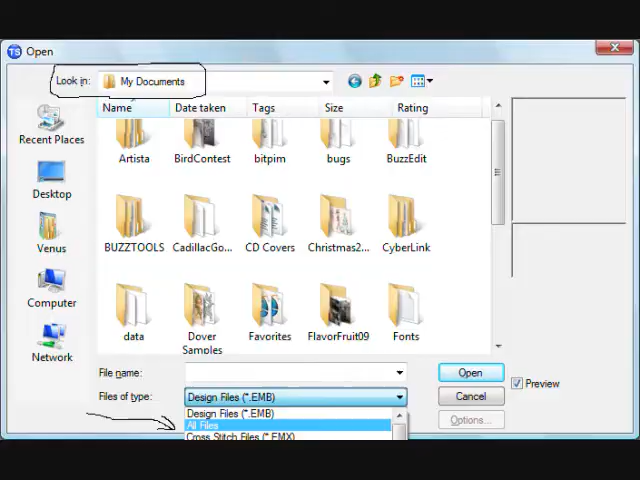 TS Open
Look in: My Documents
Name Date taken Tags Size Rating
Recent Places
Desktop
Venus
Computer
Network
Artista BirdContest bitpim bugs BuzzEdit
BUZZTOOLS CadillacGo... CD Covers Christmas2... CyberLink
data Dover Samples Favorites FlavorFruit09 Fonts
File name: Open
Files of type: Design Files (*.EMB) Cancel
Preview
Design Files (*.EMB) Options...
All Files
Cross Stitch Files (*.EMX)